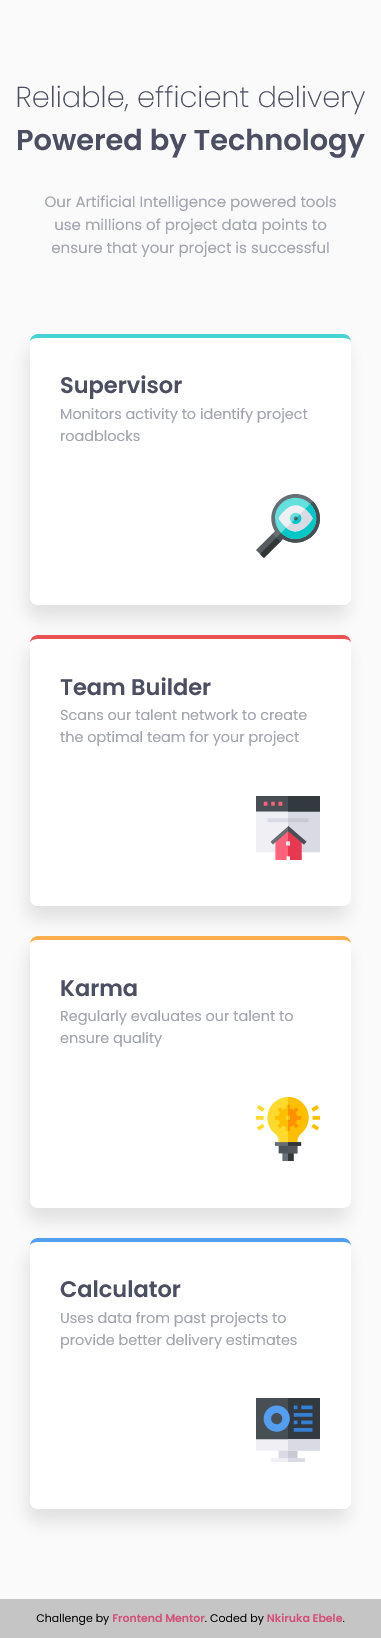 Reliable, efficient delivery
Powered by Technology
Our Artificial Intelligence powered tools
use millions of project data points to
ensure that your project is successful
Supervisor
Monitors activity to identify project
roadblocks
Team Builder
Scans our talent network to create
the optimal team for your project
Karma
Regularly evaluates our talent to
ensure quality
Calculator
Uses data from past projects to
provide better delivery estimates
Challenge by Frontend Mentor. Coded by Nkiruka Ebele.